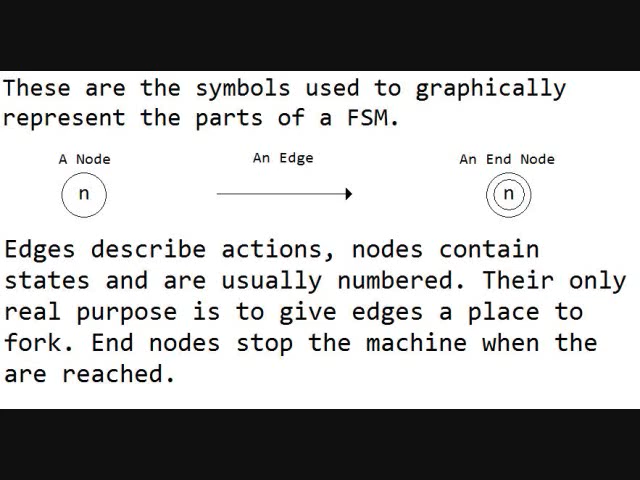 These are the symbols used to graphically
represent the parts of a FSM.
A Node An Edge An End Node
n n
Edges describe actions, nodes contain
states and are usually numbered. Their only
real purpose is to give edges a place to
fork. End nodes stop the machine when the
are reached.